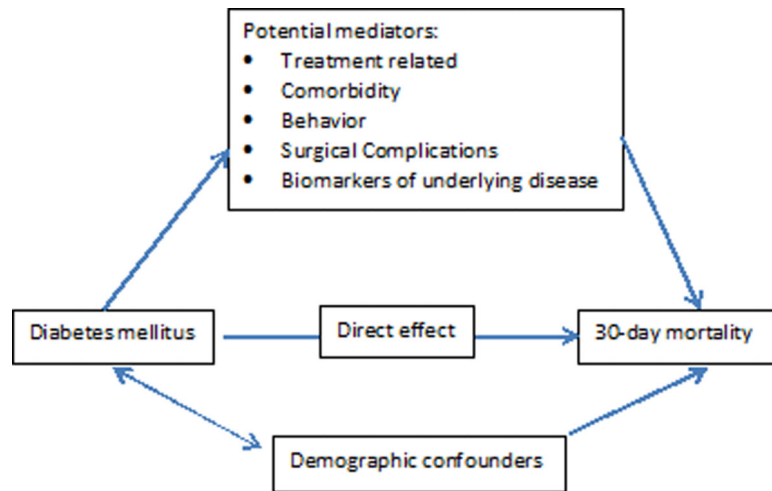 Potential mediators:
• Treatment related
• Comorbidity
• Behavior
• Surgical Complications
• Biomarkers of underlying disease
Diabetes mellitus
Direct effect
30-day mortality
Demographic confounders